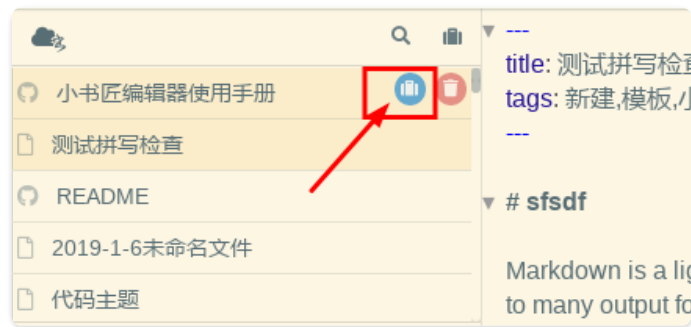 小书匠编辑器使用手册
测试拼写检查
README
2019-1-6未命名文件
代码主题
---
title: 测试拼写检查
tags: 新建,模板,小
---
# sfsdf
Markdown is a lig
to many output fo